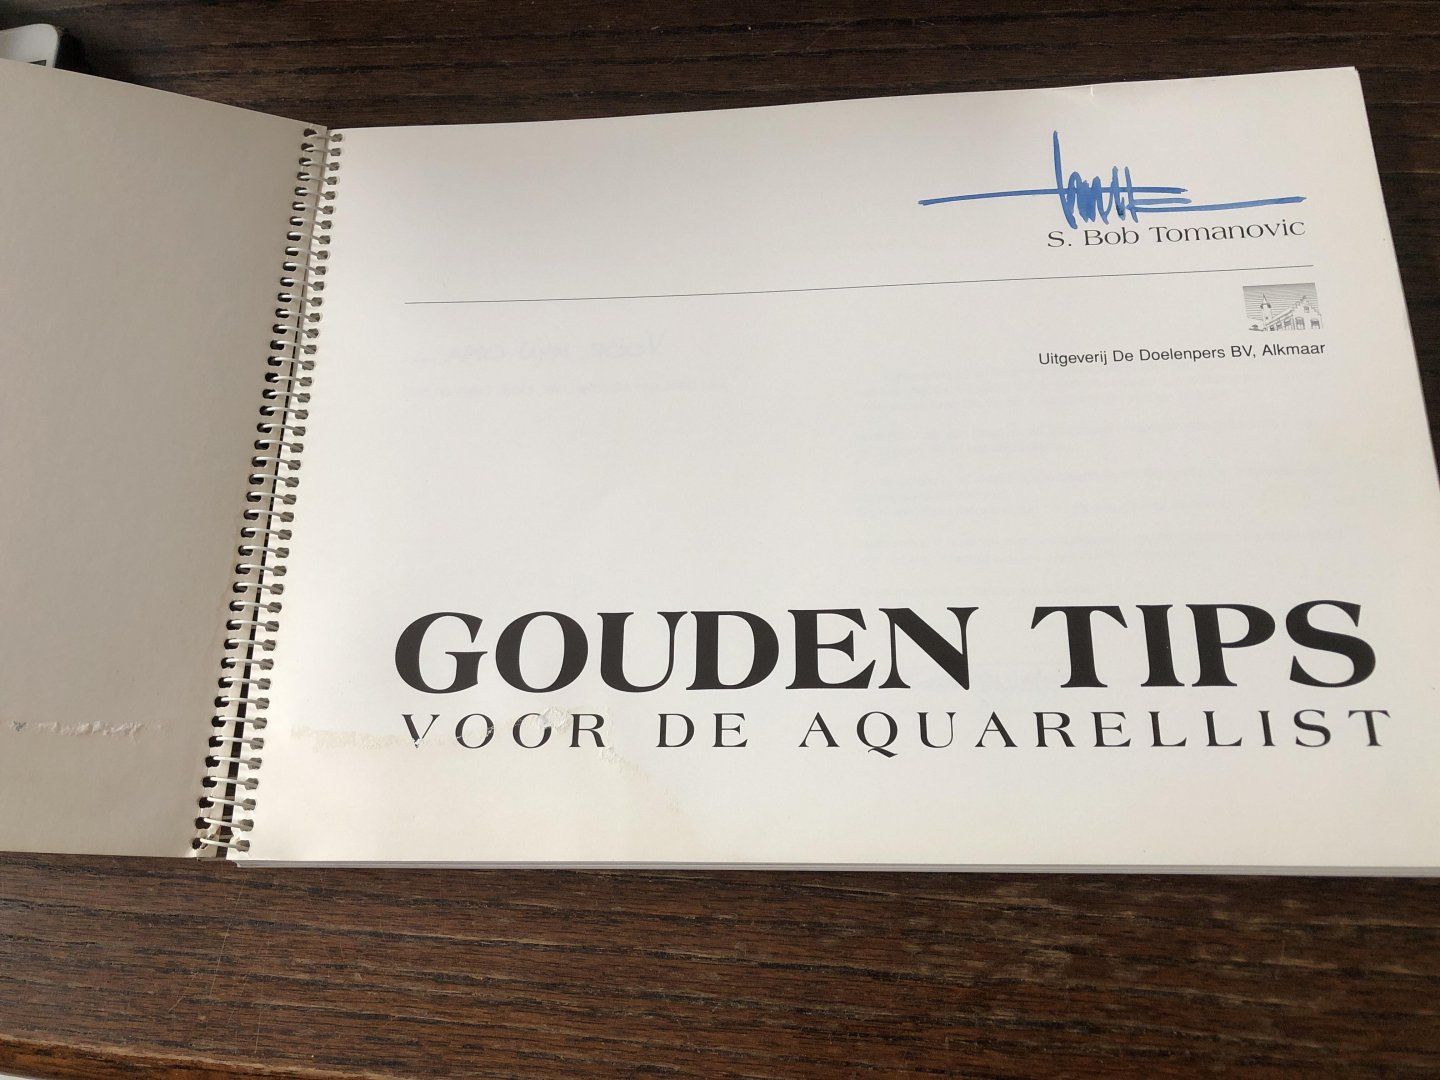 S. Bob Tomanovic
Uitgeverij De Doelenpers BV, Alkmaar
GOUDEN TIPS
VOOR DE AQUARELLIST